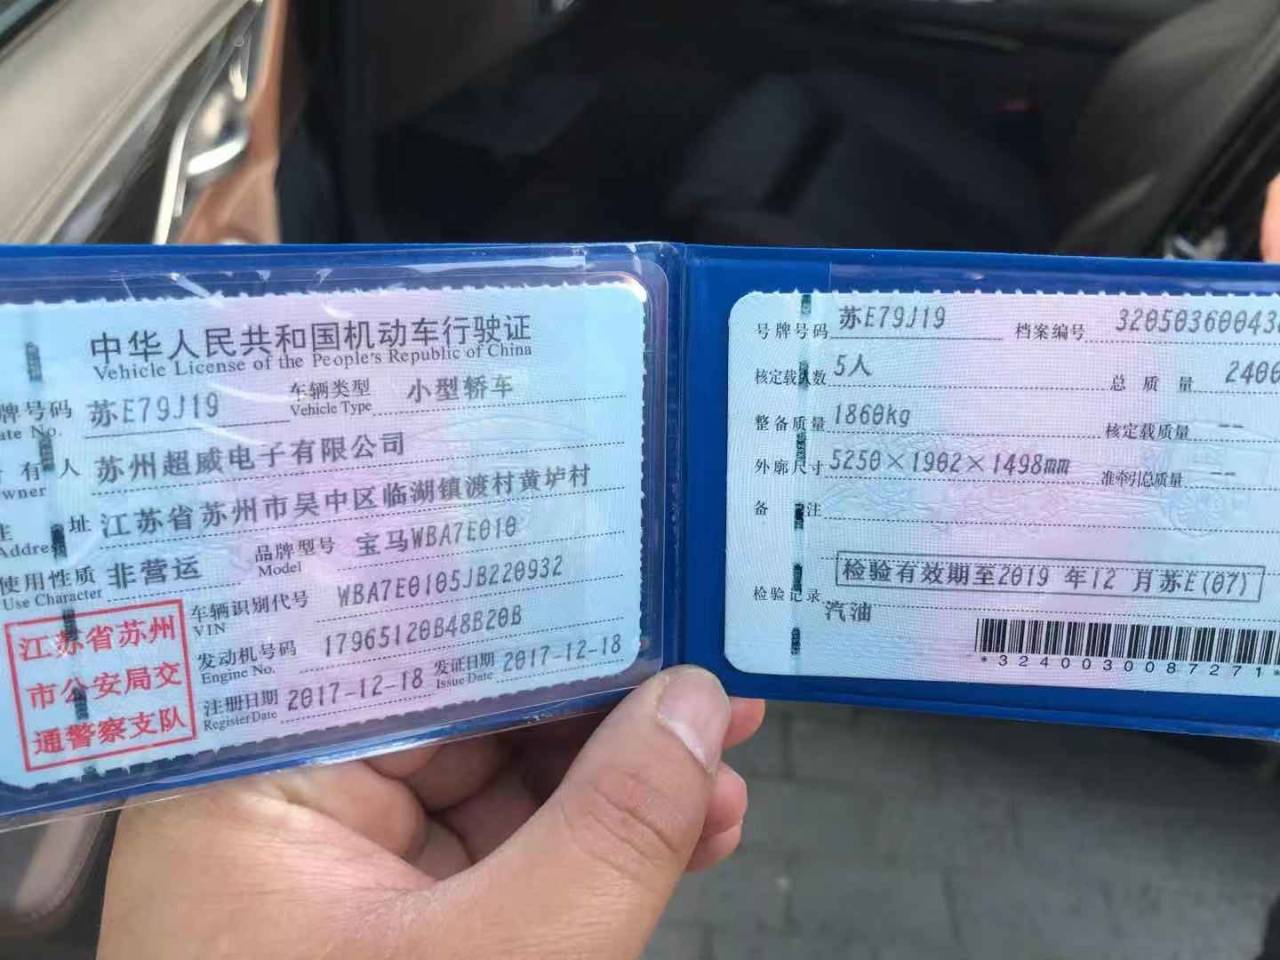 中华人民共和国机动车行驶证
Vehicle License of the People's Republic of China
牌号码 苏E79J19 车辆类型 小型轿车
ate No. Vehicle Type
有人 苏州超威电子有限公司
wner
址 江苏省苏州市吴中区临湖镇渡村黄垆村
Address
使用性质 非营运 品牌型号 宝马WBA7E010
Use Character Model
车辆识别代号 WBA7E0105JB220932
VIN
发动机号码 17965120B48B20B
Engine No.
注册日期 2017-12-18 发证日期 2017-12-18
Register Date Issue Date
江苏省苏州
市公安局交
通警察支队
号牌号码 苏E79J19 档案编号 32050360043
核定载人数 5人 总质量 2400
整备质量 1860kg 核定载质量 --
外廓尺寸 5250×1902×1498mm 准牵引总质量 --
备注
检验有效期至2019年12月苏E(07)
检验记录
汽油
*3240030087271*